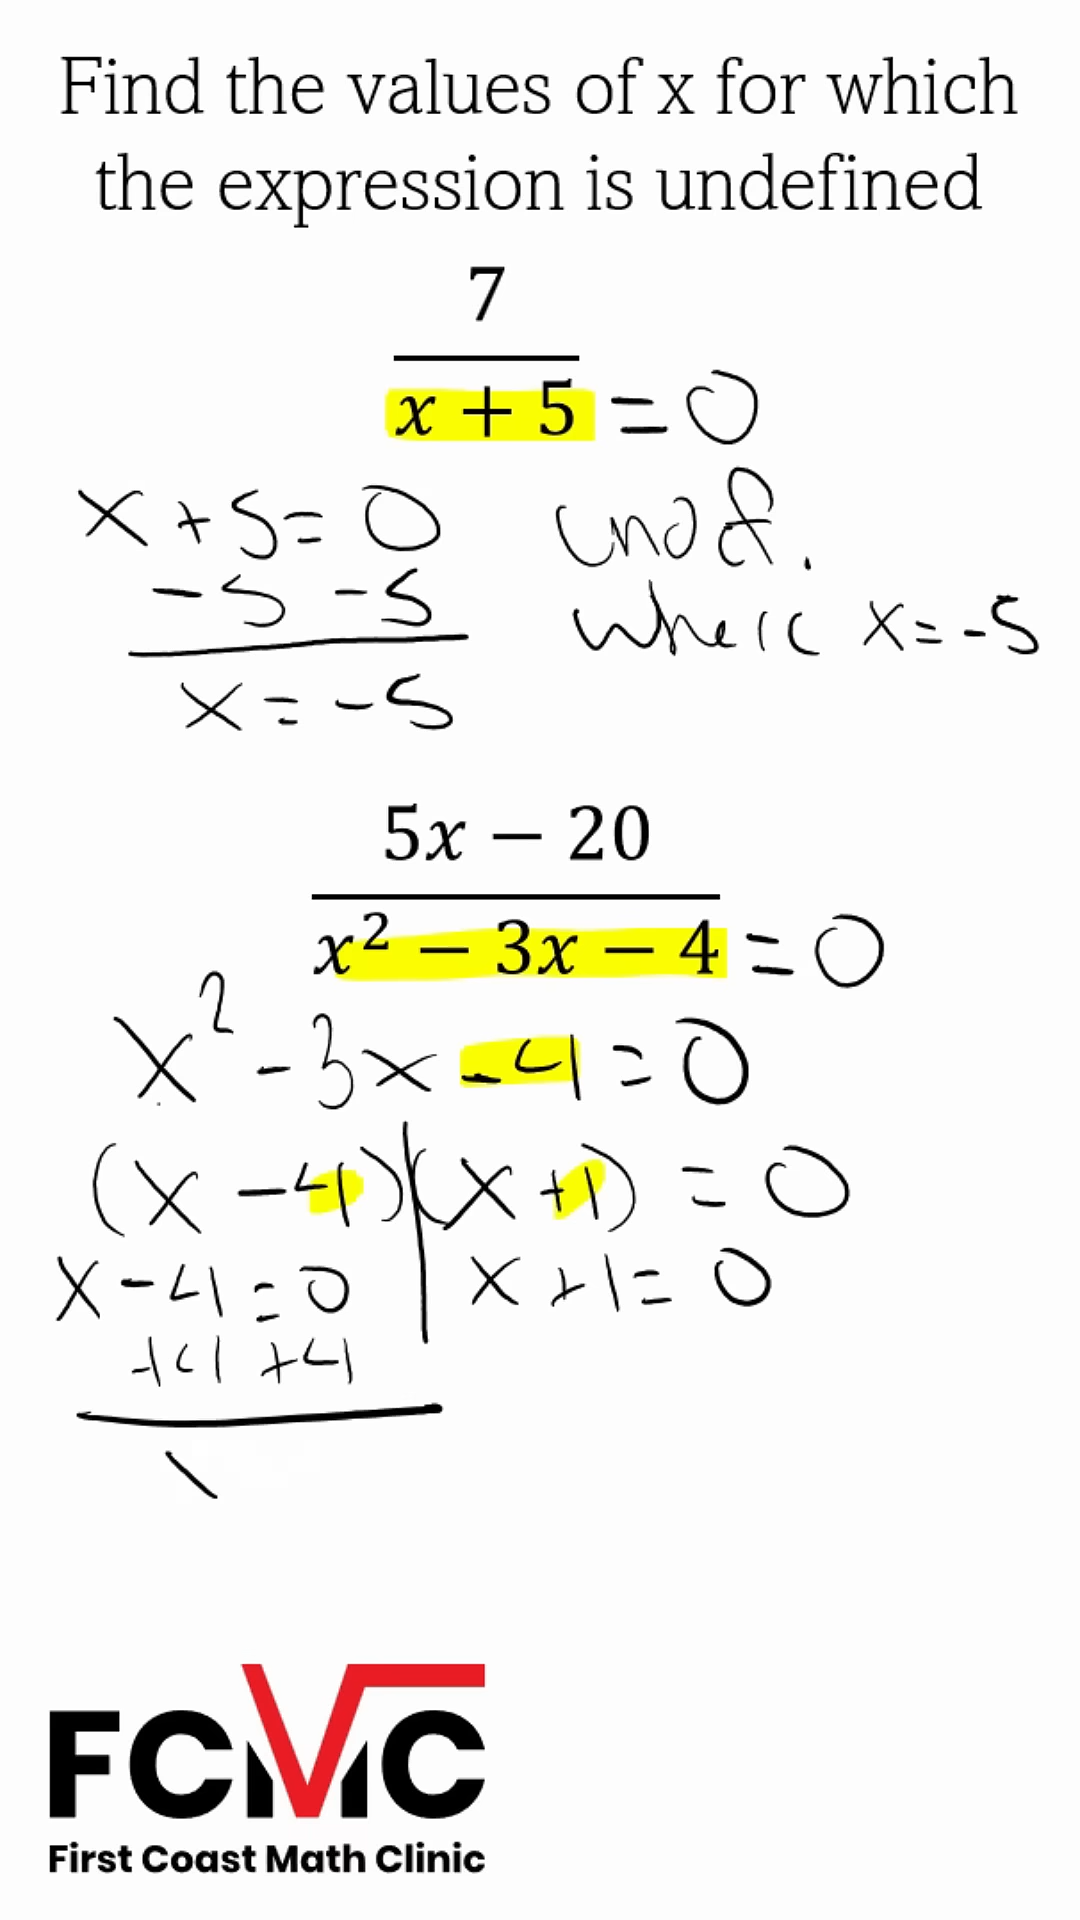 Find the values of x for which
the expression is undefined
7
x + 5 = 0
x + 5 = 0
undf.
-5 -5
where x = -5
x = -5
5x − 20
x² − 3x − 4 = 0
x² - 3x - 4 = 0
(x - 4)(x + 1) = 0
x - 4 = 0
x + 1 = 0
+4 +4
FCMC
First Coast Math Clinic